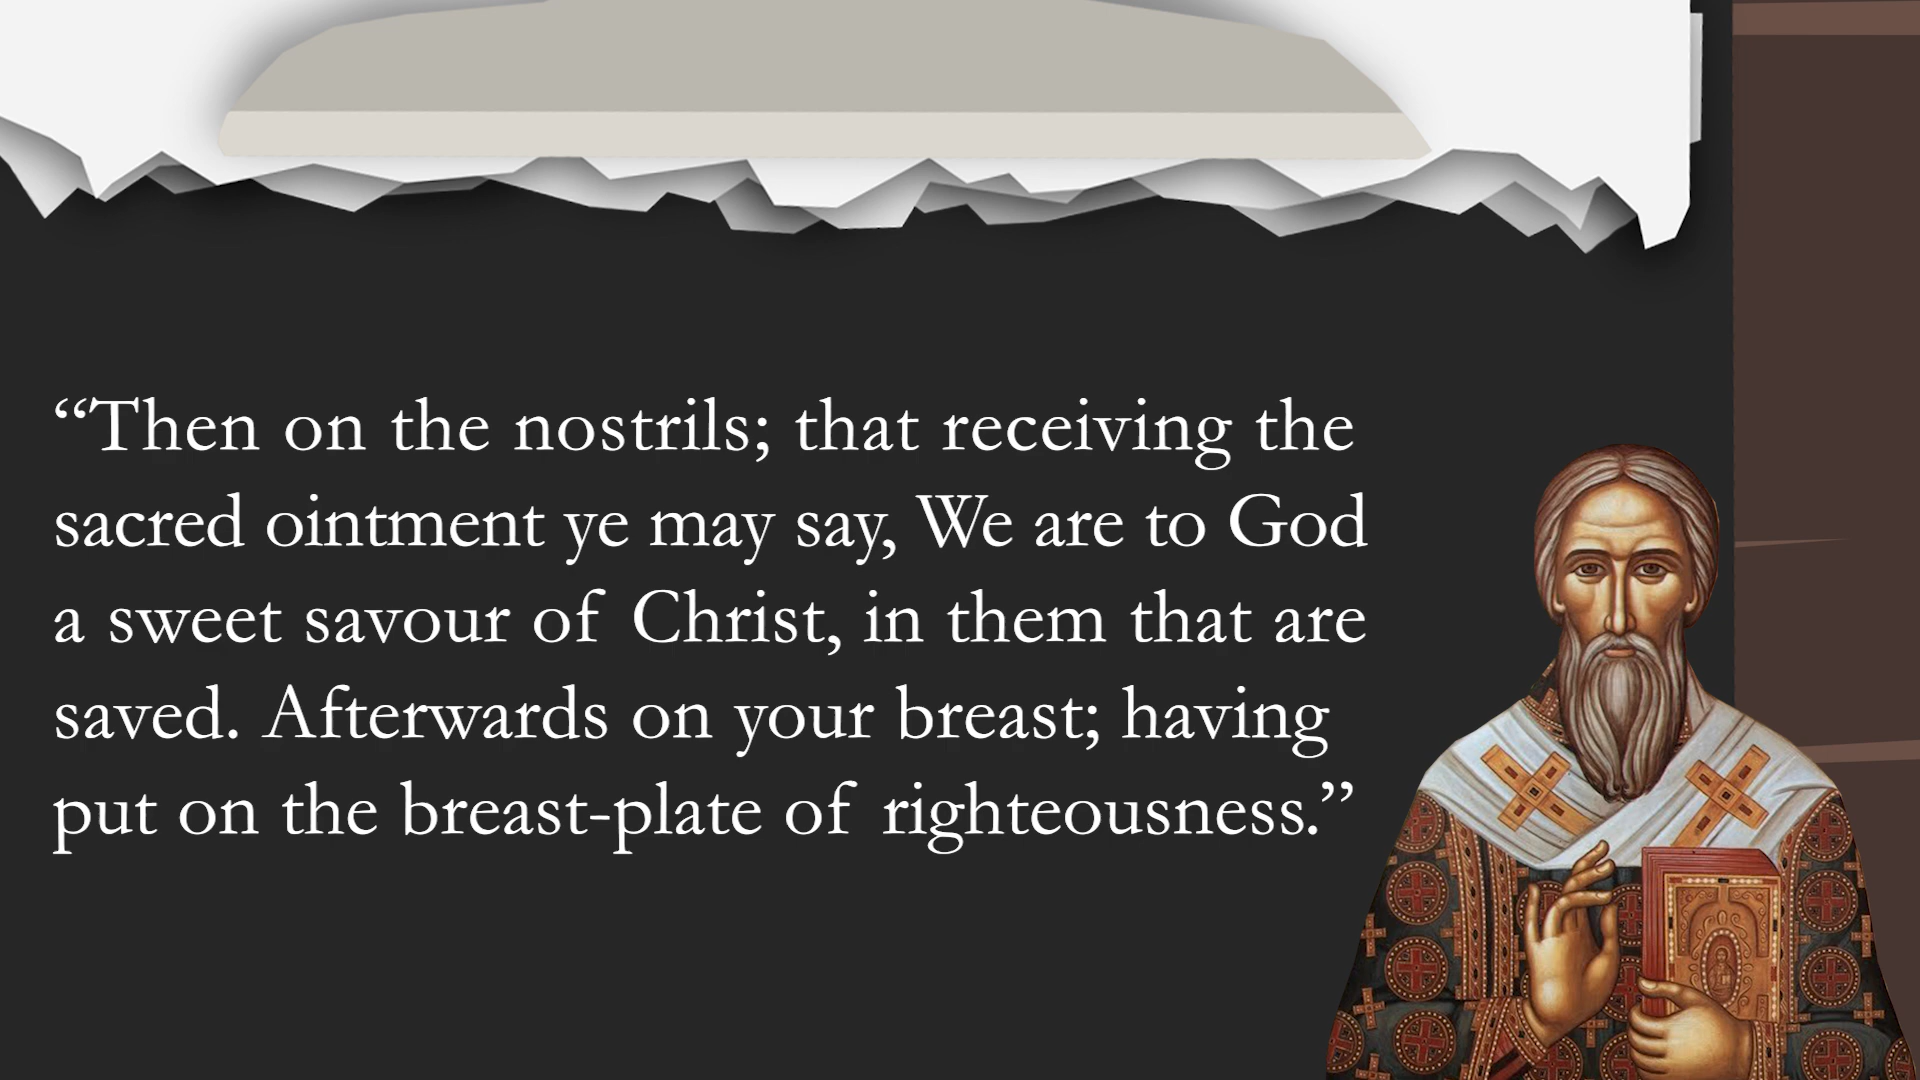 “Then on the nostrils; that receiving the
sacred ointment ye may say, We are to God
a sweet savour of Christ, in them that are
saved. Afterwards on your breast; having
put on the breast-plate of righteousness.”